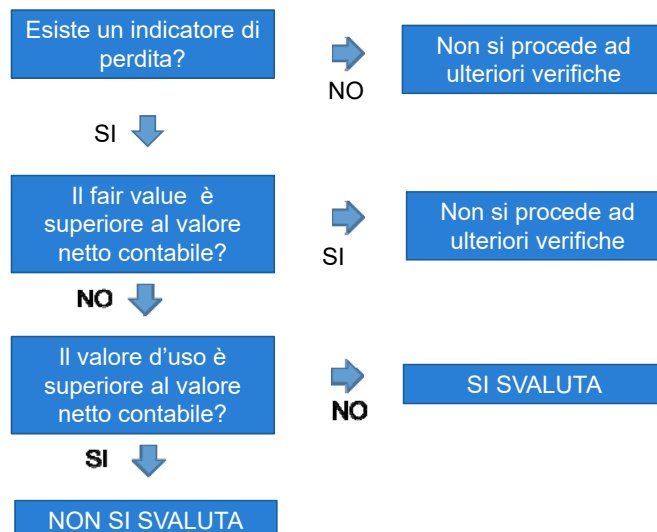 Esiste un indicatore di
perdita?
NO
Non si procede ad
ulteriori verifiche
SI
Il fair value è
superiore al valore
netto contabile?
SI
Non si procede ad
ulteriori verifiche
NO
Il valore d’uso è
superiore al valore
netto contabile?
NO
SI SVALUTA
SI
NON SI SVALUTA